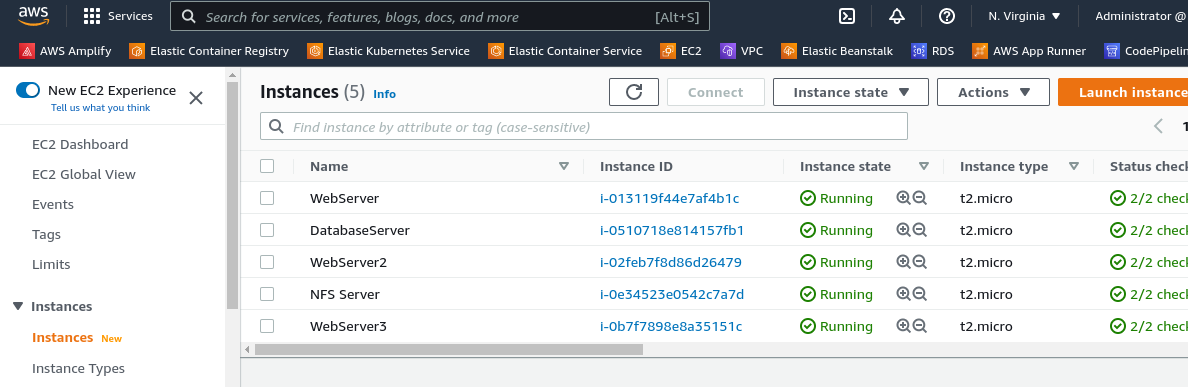 aws
Services
Search for services, features, blogs, docs, and more [Alt+S]
N. Virginia
Administrator @
AWS Amplify
Elastic Container Registry
Elastic Kubernetes Service
Elastic Container Service
EC2
VPC
Elastic Beanstalk
RDS
AWS App Runner
CodePipelin
New EC2 Experience
Tell us what you think
EC2 Dashboard
EC2 Global View
Events
Tags
Limits
Instances
Instances New
Instance Types
Instances (5) Info
Connect
Instance state
Actions
Launch instance
Find instance by attribute or tag (case-sensitive)
1
Name Instance ID Instance state Instance type Status check
WebServer i-013119f44e7af4b1c Running t2.micro 2/2 check
DatabaseServer i-0510718e814157fb1 Running t2.micro 2/2 check
WebServer2 i-02feb7f8d86d26479 Running t2.micro 2/2 check
NFS Server i-0e34523e0542c7a7d Running t2.micro 2/2 check
WebServer3 i-0b7f7898e8a35151c Running t2.micro 2/2 check